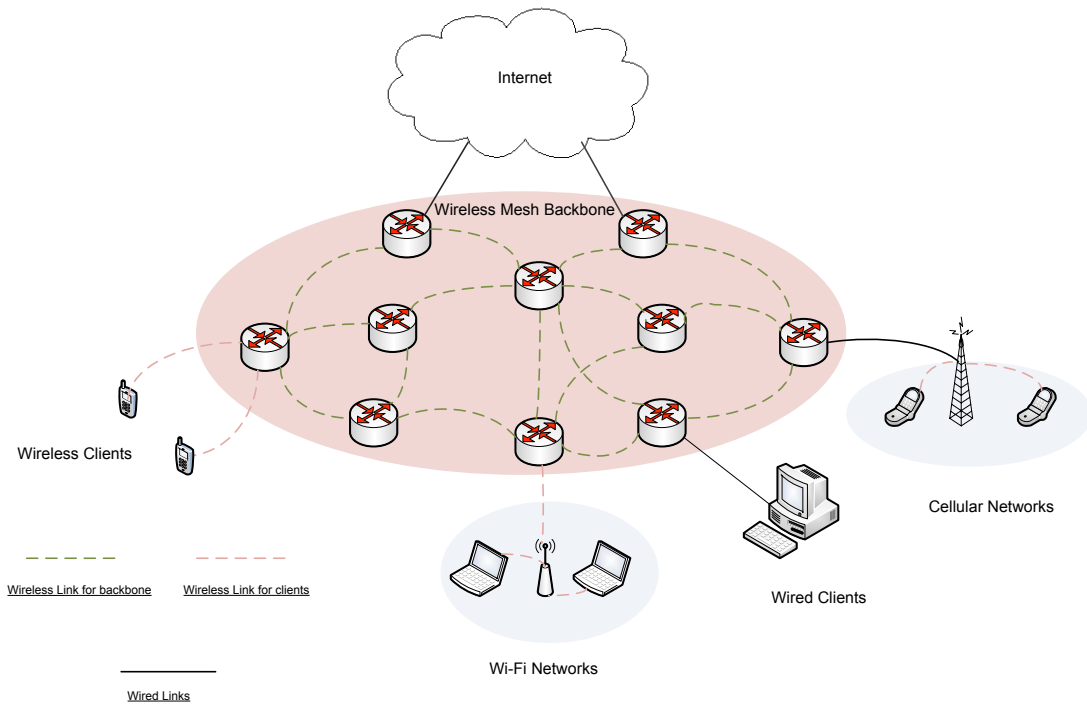 Internet
Wireless Mesh Backbone
Wireless Clients
Cellular Networks
Wireless Link for backbone
Wireless Link for clients
Wired Clients
Wi-Fi Networks
Wired Links